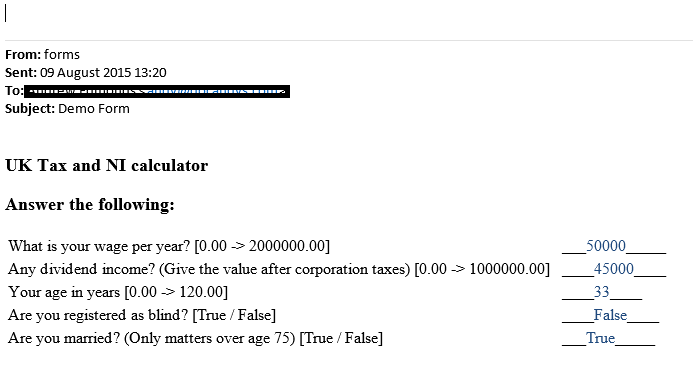 From: forms
Sent: 09 August 2015 13:20
To:
Subject: Demo Form
UK Tax and NI calculator
Answer the following:
What is your wage per year? [0.00 -> 2000000.00] ___50000_____
Any dividend income? (Give the value after corporation taxes) [0.00 -> 1000000.00] ____45000____
Your age in years [0.00 -> 120.00] ____33____
Are you registered as blind? [True / False] ____False____
Are you married? (Only matters over age 75) [True / False] ___True_____